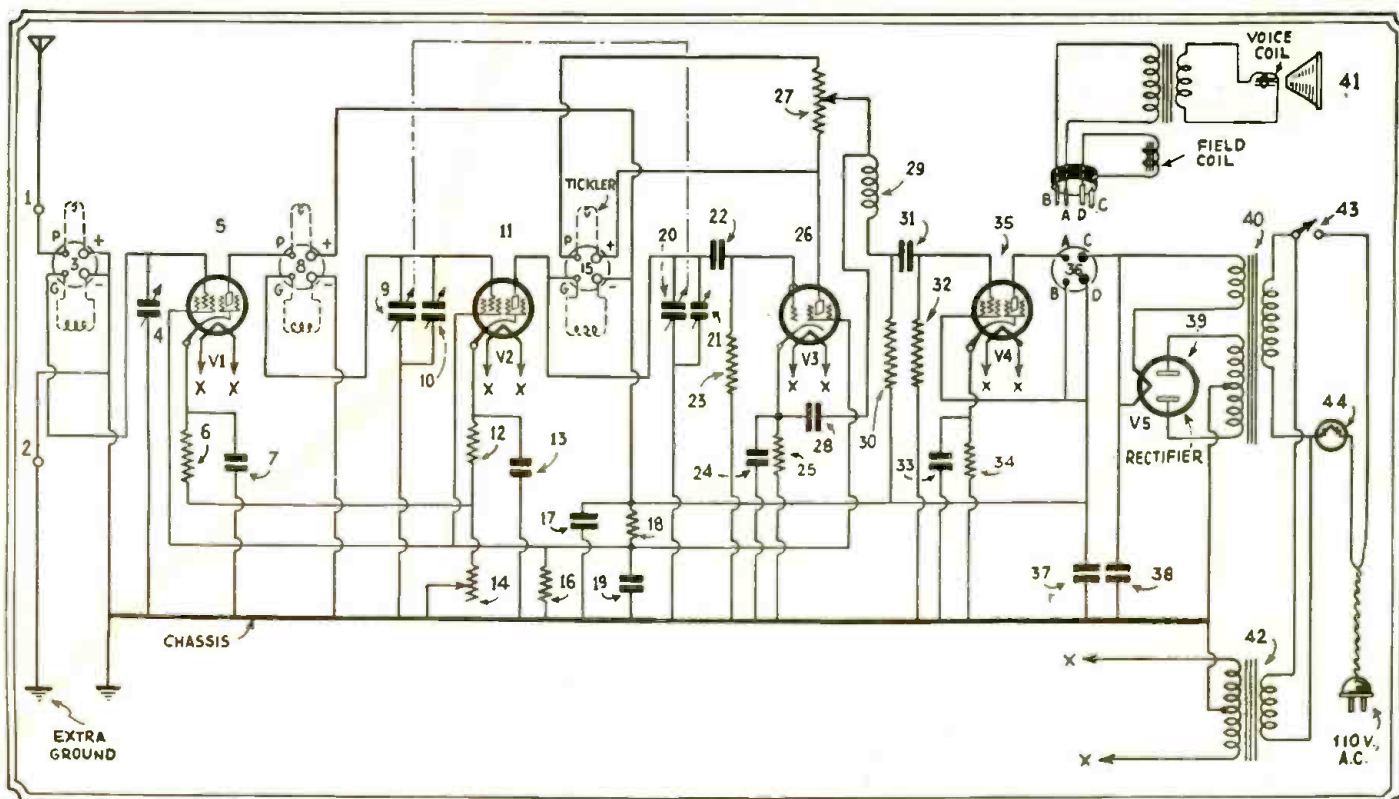 VOICE
COIL
41
27
FIELD
COIL
29
TICKLER
1
B
A
D
C
5
11
20
22
26
31
35
40
43
P
+
3
G
-
P
+
8
G
-
P
+
15
G
-
A
C
36
B
D
4
9
10
21
32
39
44
V1
V2
V3
V4
X X
X X
X X
X X
23
V5
RECTIFIER
2
6
7
12
13
24
25
28
30
33
34
17
18
14
16
19
37
38
CHASSIS
42
X
X
EXTRA
GROUND
110 V.,
A.C.